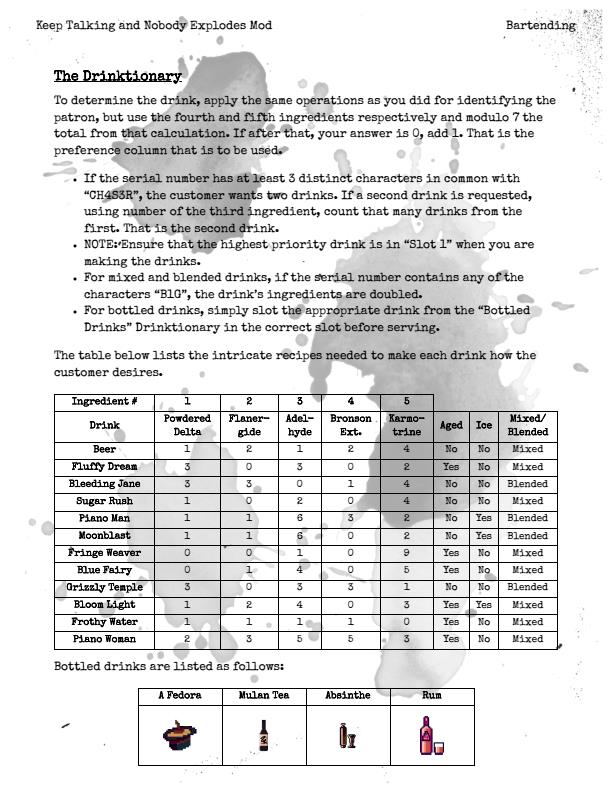 Keep Talking and Nobody Explodes Mod Bartending
The Drinktionary
To determine the drink, apply the same operations as you did for identifying the
patron, but use the fourth and fifth ingredients respectively and modulo 7 the
total from that calculation. If after that, your answer is 0, add 1. That is the
preference column that is to be used.
• If the serial number has at least 3 distinct characters in common with
“CH4S3R”, the customer wants two drinks. If a second drink is requested,
using number of the third ingredient, count that many drinks from the
first. That is the second drink.
• NOTE: Ensure that the highest priority drink is in “Slot 1” when you are
making the drinks.
• For mixed and blended drinks, if the serial number contains any of the
characters “B1G”, the drink’s ingredients are doubled.
• For bottled drinks, simply slot the appropriate drink from the “Bottled
Drinks” Drinktionary in the correct slot before serving.
The table below lists the intricate recipes needed to make each drink how the
customer desires.
Ingredient # 1 2 3 4 5
Drink Powdered Delta Flaner-gide Adel-hyde Bronson Ext. Karmo-trine Aged Ice Mixed/Blended
Beer 1 2 1 2 4 No No Mixed
Fluffy Dream 3 0 3 0 2 Yes No Mixed
Bleeding Jane 3 3 0 1 4 No No Blended
Sugar Rush 1 0 2 0 4 No No Mixed
Piano Man 1 1 6 3 2 No Yes Blended
Moonblast 1 1 6 0 2 No Yes Blended
Fringe Weaver 0 0 1 0 9 Yes No Mixed
Blue Fairy 0 1 4 0 5 Yes No Mixed
Grizzly Temple 3 0 3 3 1 No No Blended
Bloom Light 1 2 4 0 3 Yes Yes Mixed
Frothy Water 1 1 1 1 0 Yes No Mixed
Piano Woman 2 3 5 5 3 Yes No Mixed
Bottled drinks are listed as follows:
A Fedora Mulan Tea Absinthe Rum